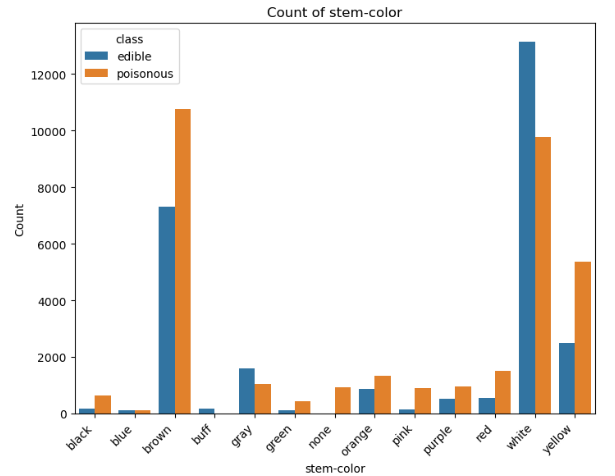 Count of stem-color
class
edible
poisonous
12000
10000
8000
6000
4000
2000
0
Count
black
blue
brown
buff
gray
green
none
orange
pink
purple
red
white
yellow
stem-color